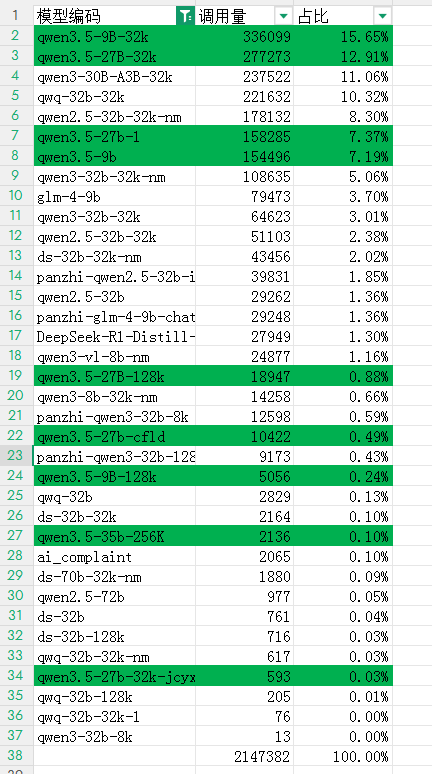 1 模型编码 调用量 占比
2 qwen3.5-9B-32k 336099 15.65%
3 qwen3.5-27B-32k 277273 12.91%
4 qwen3-30B-A3B-32k 237522 11.06%
5 qwq-32b-32k 221632 10.32%
6 qwen2.5-32b-32k-nm 178132 8.30%
7 qwen3.5-27b-1 158285 7.37%
8 qwen3.5-9b 154496 7.19%
9 qwen3-32b-32k-nm 108635 5.06%
10 glm-4-9b 79473 3.70%
11 qwen3-32b-32k 64623 3.01%
12 qwen2.5-32b-32k 51103 2.38%
13 ds-32b-32k-nm 43456 2.02%
14 panzhi-qwen2.5-32b-i 39831 1.85%
15 qwen2.5-32b 29262 1.36%
16 panzhi-glm-4-9b-chat 29248 1.36%
17 DeepSeek-R1-Distill- 27949 1.30%
18 qwen3-vl-8b-nm 24877 1.16%
19 qwen3.5-27B-128k 18947 0.88%
20 qwen3-8b-32k-nm 14258 0.66%
21 panzhi-qwen3-32b-8k 12598 0.59%
22 qwen3.5-27b-cfld 10422 0.49%
23 panzhi-qwen3-32b-128 9173 0.43%
24 qwen3.5-9B-128k 5056 0.24%
25 qwq-32b 2829 0.13%
26 ds-32b-32k 2164 0.10%
27 qwen3.5-35b-256K 2136 0.10%
28 ai_complaint 2065 0.10%
29 ds-70b-32k-nm 1880 0.09%
30 qwen2.5-72b 977 0.05%
31 ds-32b 761 0.04%
32 ds-32b-128k 716 0.03%
33 qwq-32b-32k-nm 617 0.03%
34 qwen3.5-27b-32k-jcyx 593 0.03%
35 qwq-32b-128k 205 0.01%
36 qwq-32b-32k-1 76 0.00%
37 qwen3-32b-8k 13 0.00%
38 2147382 100.00%